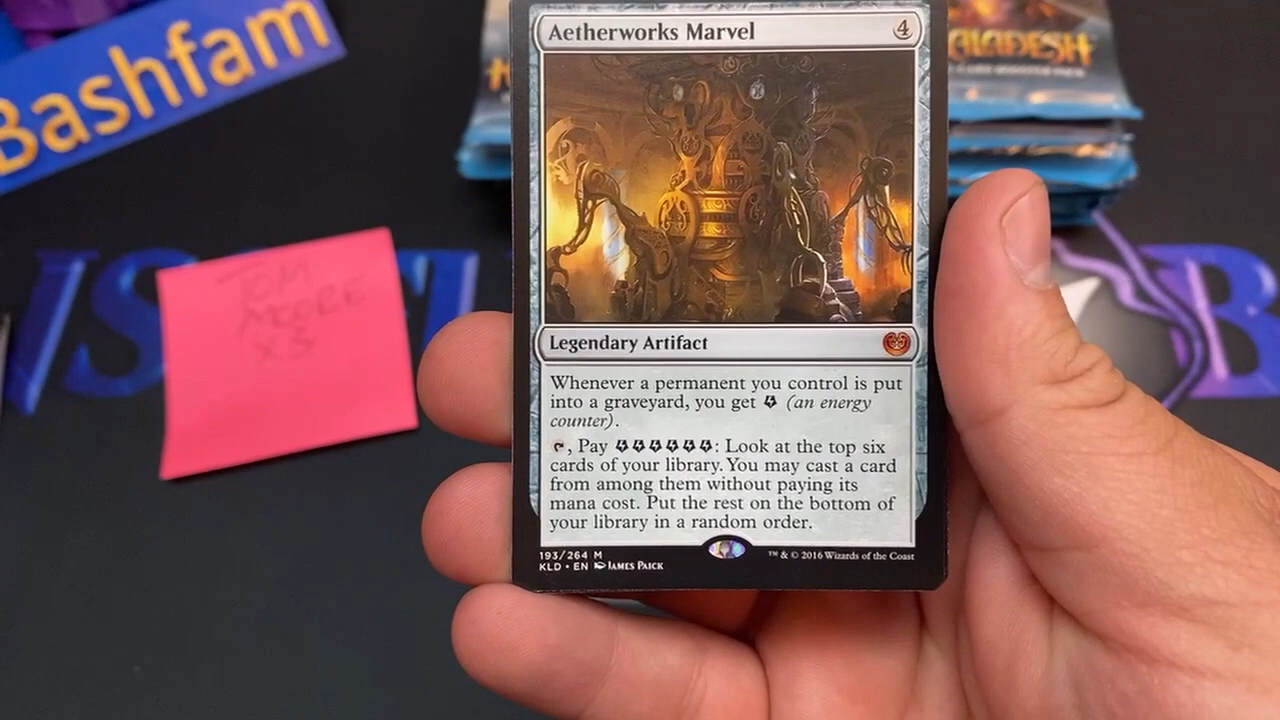 Bashfam
Aetherworks Marvel 4
KALADESH
TOM
MOORE
X3
Legendary Artifact
Whenever a permanent you control is put
into a graveyard, you get (an energy
counter).
, Pay : Look at the top six
cards of your library. You may cast a card
from among them without paying its
mana cost. Put the rest on the bottom of
your library in a random order.
193/264 M
KLD • EN JAMES PAICK
™ & © 2016 Wizards of the Coast